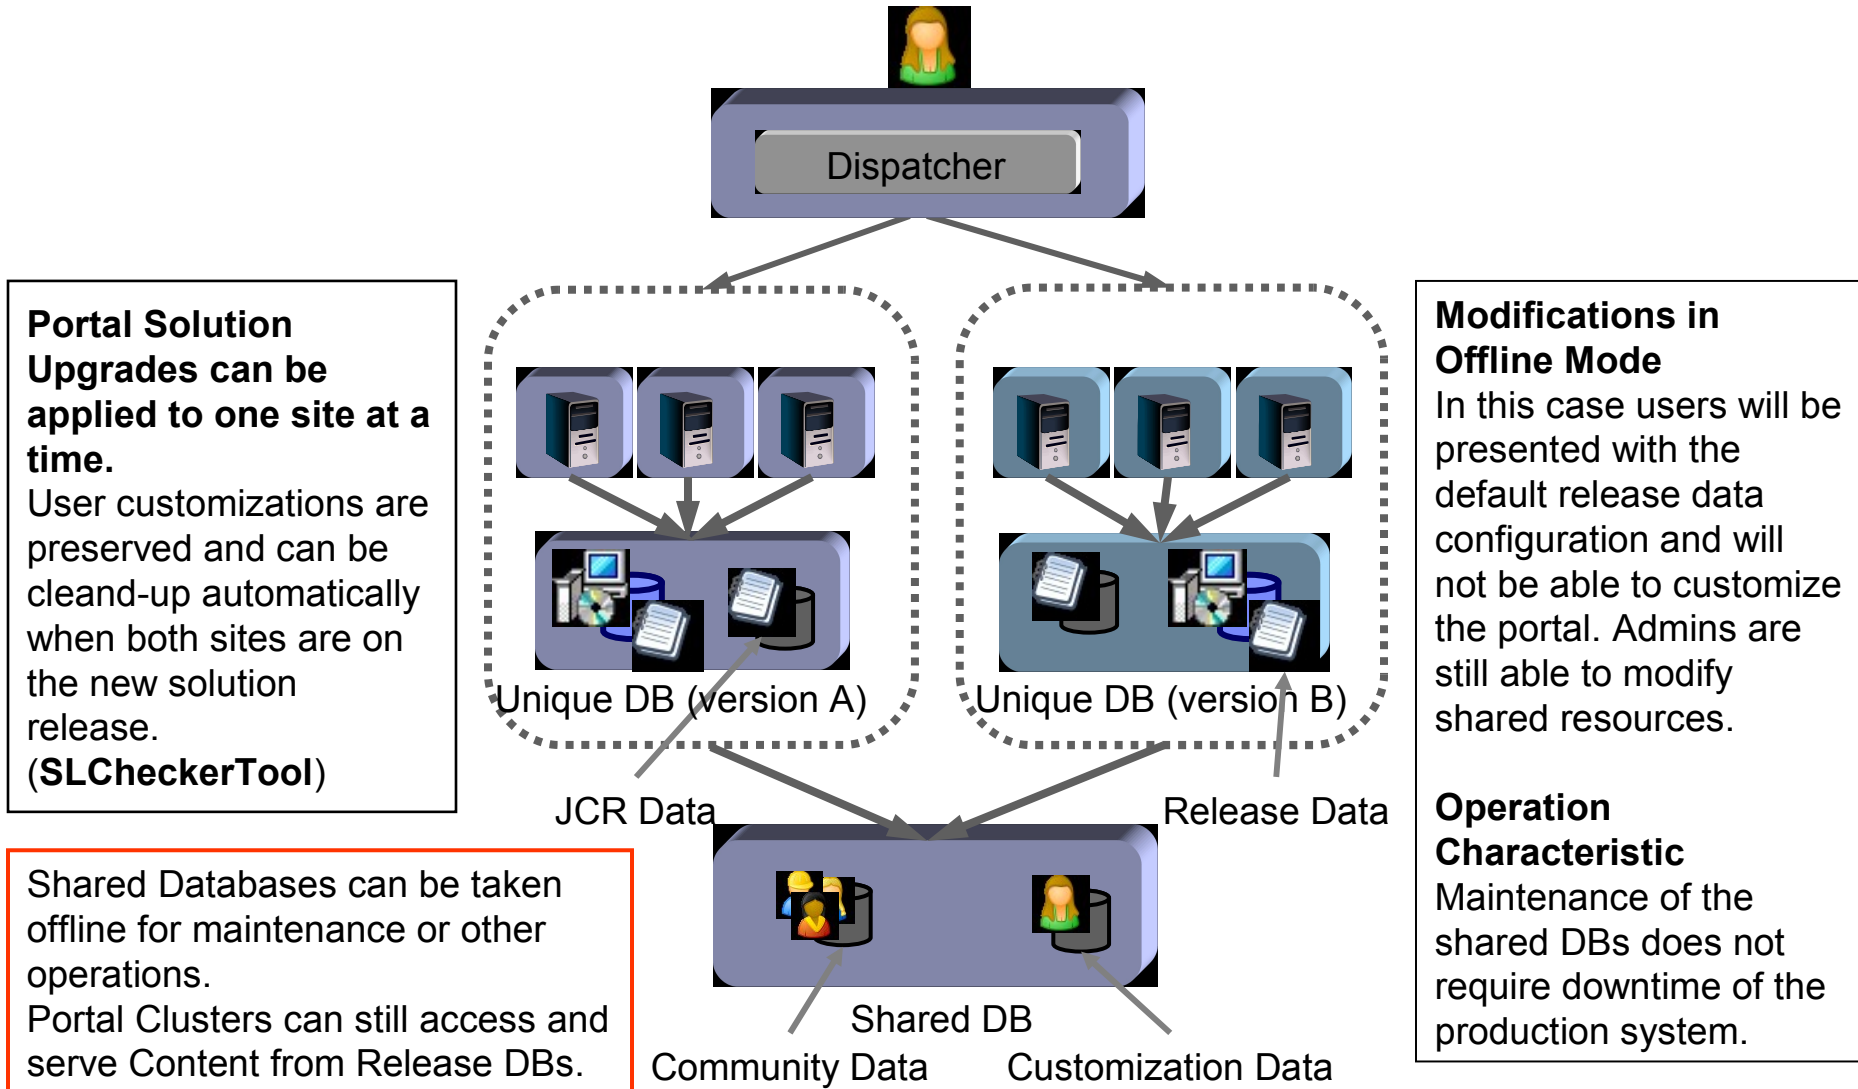 Dispatcher
Portal Solution
Upgrades can be
applied to one site at a
time.
User customizations are
preserved and can be
cleand-up automatically
when both sites are on
the new solution
release.
(SLCheckerTool)
Shared Databases can be taken
offline for maintenance or other
operations.
Portal Clusters can still access and
serve Content from Release DBs.
Unique DB (version A)
Unique DB (version B)
JCR Data
Release Data
Shared DB
Community Data
Customization Data
Modifications in
Offline Mode
In this case users will be
presented with the
default release data
configuration and will
not be able to customize
the portal. Admins are
still able to modify
shared resources.
Operation
Characteristic
Maintenance of the
shared DBs does not
require downtime of the
production system.